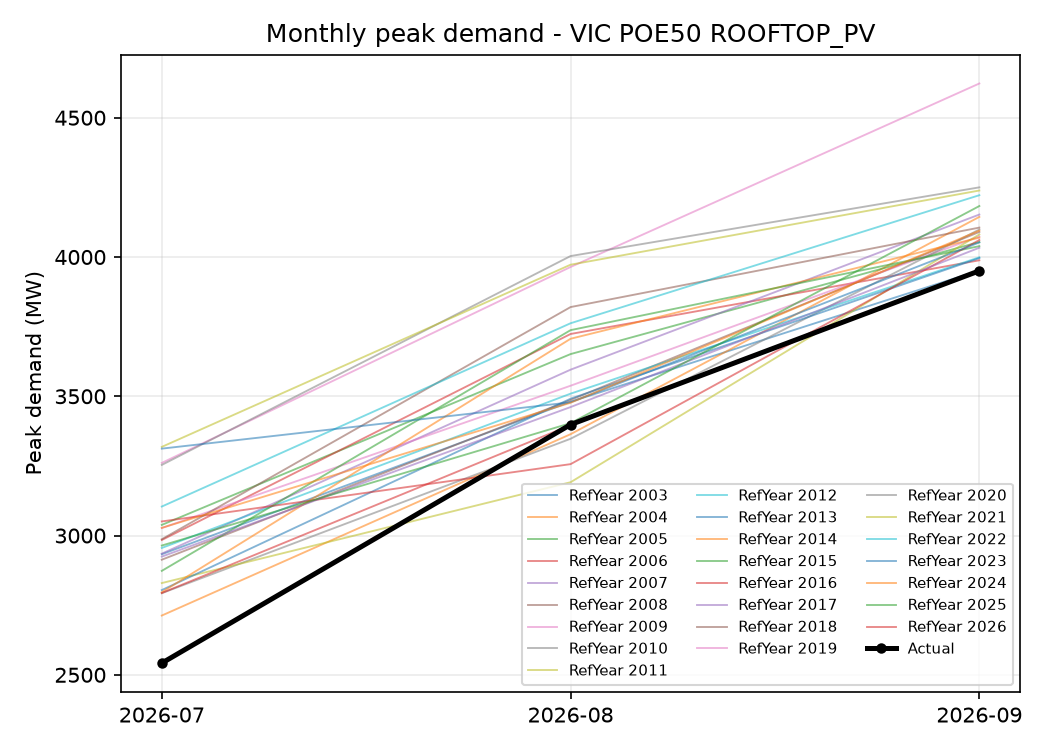 Monthly peak demand - VIC POE50 ROOFTOP_PV
Peak demand (MW)
4500
4000
3500
3000
2500
2026-07
2026-08
2026-09
RefYear 2003
RefYear 2004
RefYear 2005
RefYear 2006
RefYear 2007
RefYear 2008
RefYear 2009
RefYear 2010
RefYear 2011
RefYear 2012
RefYear 2013
RefYear 2014
RefYear 2015
RefYear 2016
RefYear 2017
RefYear 2018
RefYear 2019
RefYear 2020
RefYear 2021
RefYear 2022
RefYear 2023
RefYear 2024
RefYear 2025
RefYear 2026
Actual